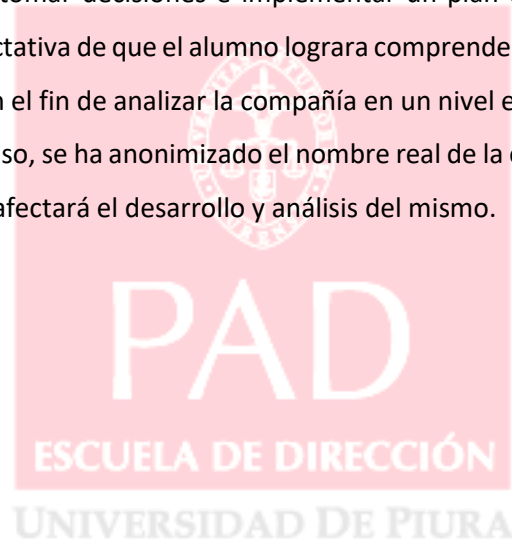 tomar decisiones e implementar un plan
ctativa de que el alumno lograra comprende
n el fin de analizar la compañía en un nivel e
so, se ha anonimizado el nombre real de la
afectará el desarrollo y análisis del mismo.
PAD
ESCUELA DE DIRECCIÓN
UNIVERSIDAD DE PIURA